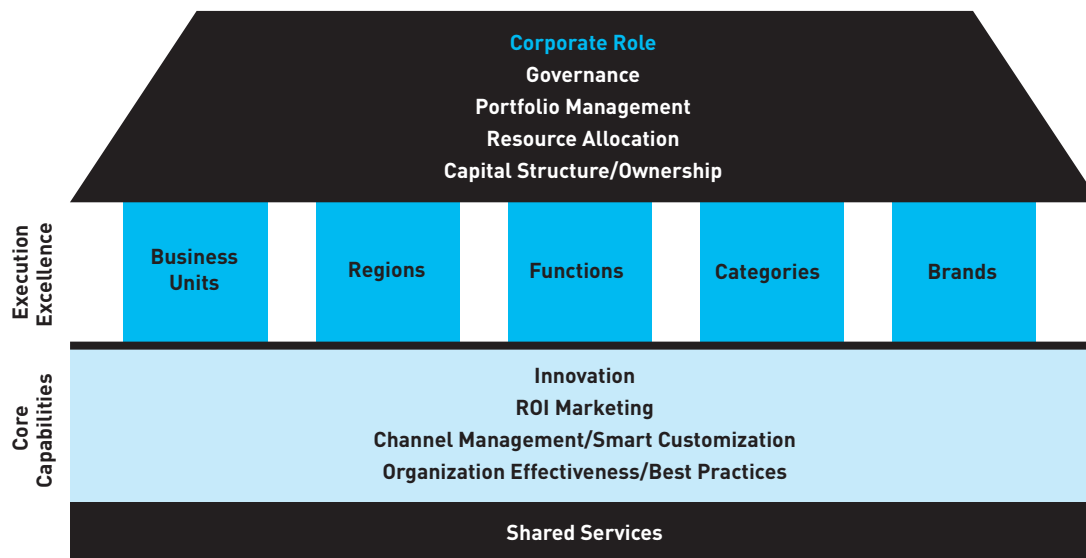 Corporate Role
Governance
Portfolio Management
Resource Allocation
Capital Structure/Ownership
Execution
Excellence
Business
Units
Regions
Functions
Categories
Brands
Core
Capabilities
Innovation
ROI Marketing
Channel Management/Smart Customization
Organization Effectiveness/Best Practices
Shared Services